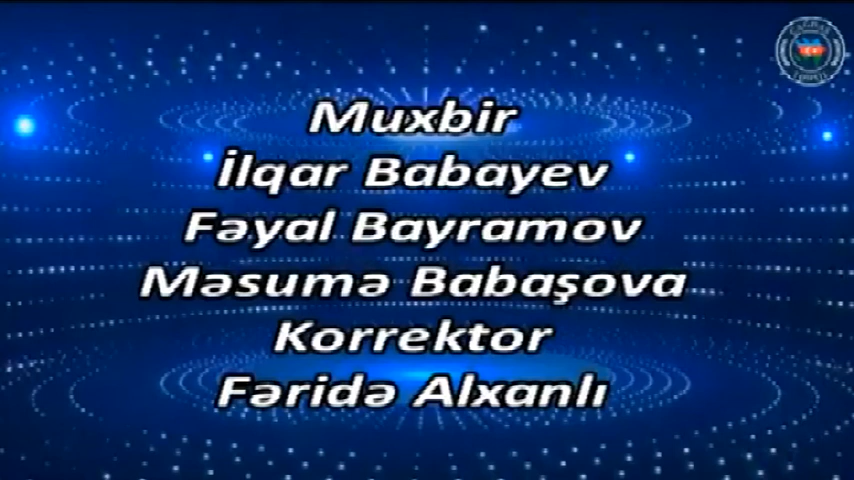 Muxbir
İlqar Babayev
Fəyal Bayramov
Məsumə Babaşova
Korrektor
Fəridə Alxanlı